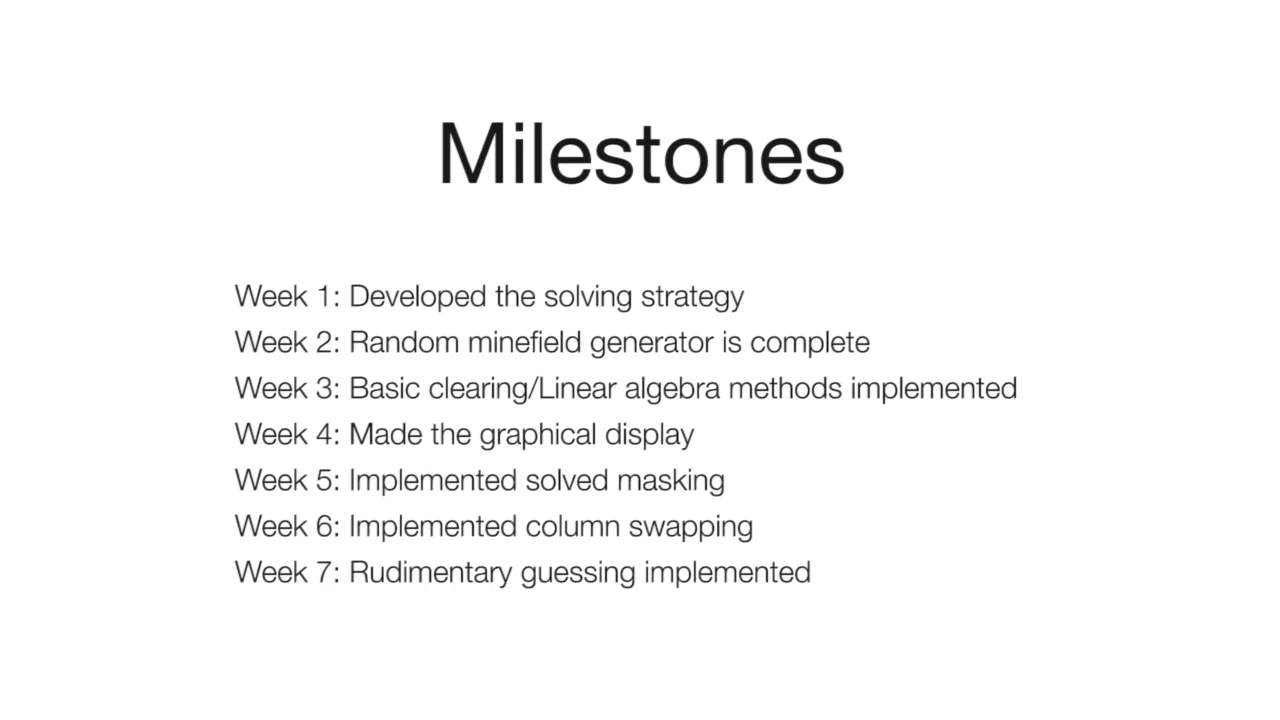 Milestones
Week 1: Developed the solving strategy
Week 2: Random minefield generator is complete
Week 3: Basic clearing/Linear algebra methods implemented
Week 4: Made the graphical display
Week 5: Implemented solved masking
Week 6: Implemented column swapping
Week 7: Rudimentary guessing implemented